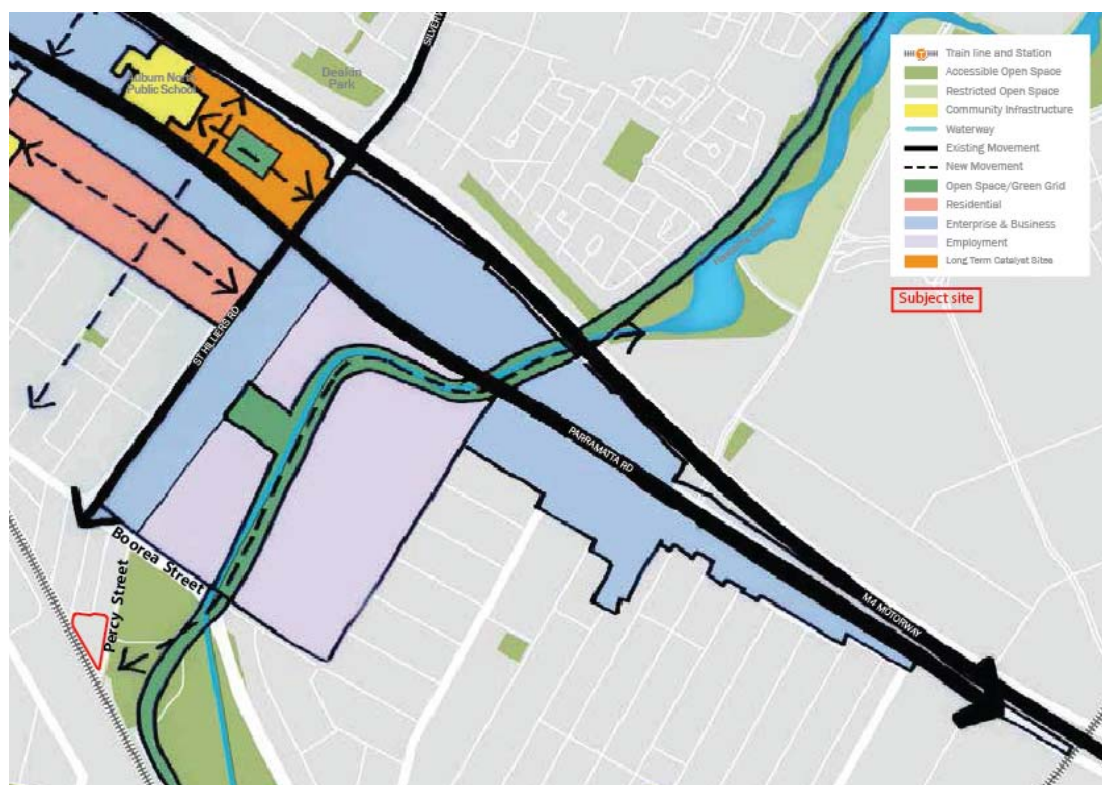 SILVERW
Auburn North
Public School
Deakin
Park
Train line and Station
T
Accessible Open Space
Restricted Open Space
Community Infrastructure
Waterway
Existing Movement
New Movement
Open Space/Green Grid
Residential
Enterprise & Business
Employment
Long Term Catalyst Sites
Subject site
ST HILLIERS RD
PARRAMATTA RD
M4 MOTORWAY
Boorea Street
Percy Street